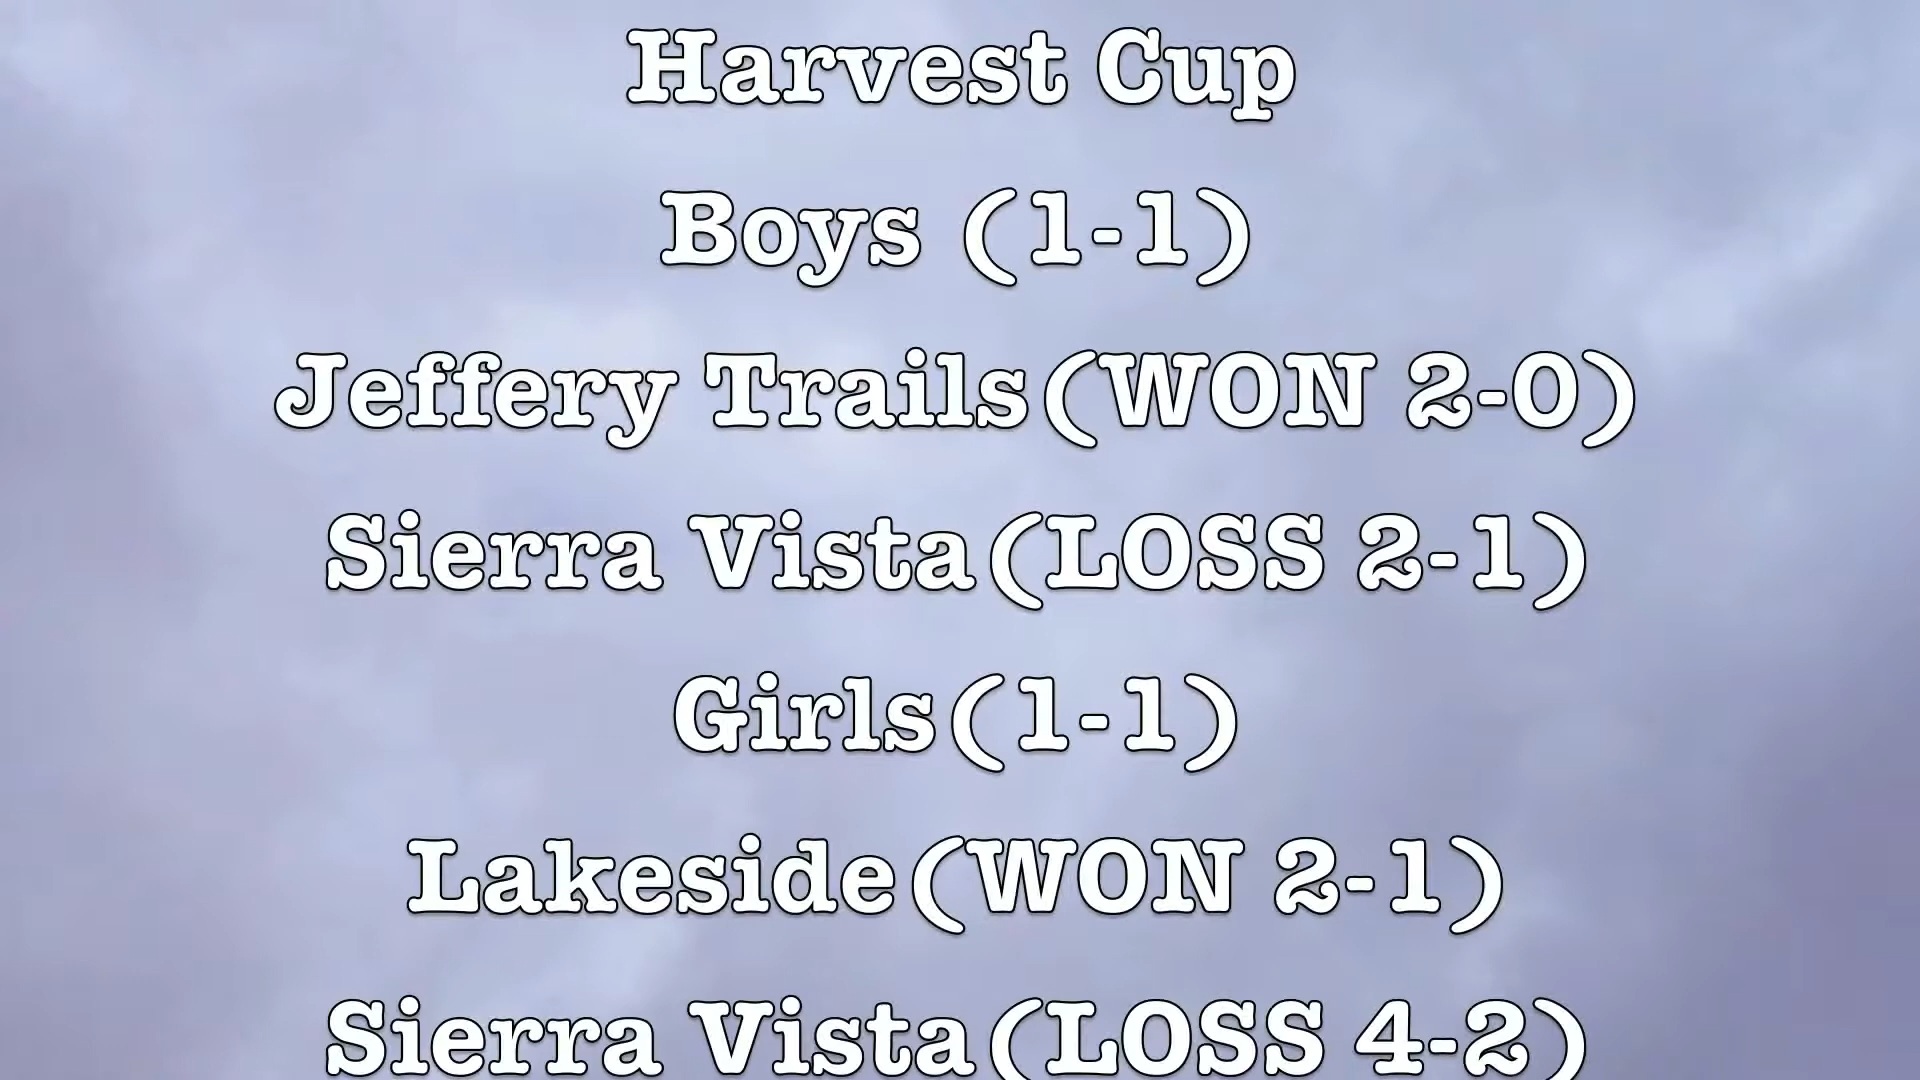 Harvest Cup
Boys (1-1)
Jeffery Trails(WON 2-0)
Sierra Vista(LOSS 2-1)
Girls(1-1)
Lakeside(WON 2-1)
Sierra Vista(LOSS 4-2)